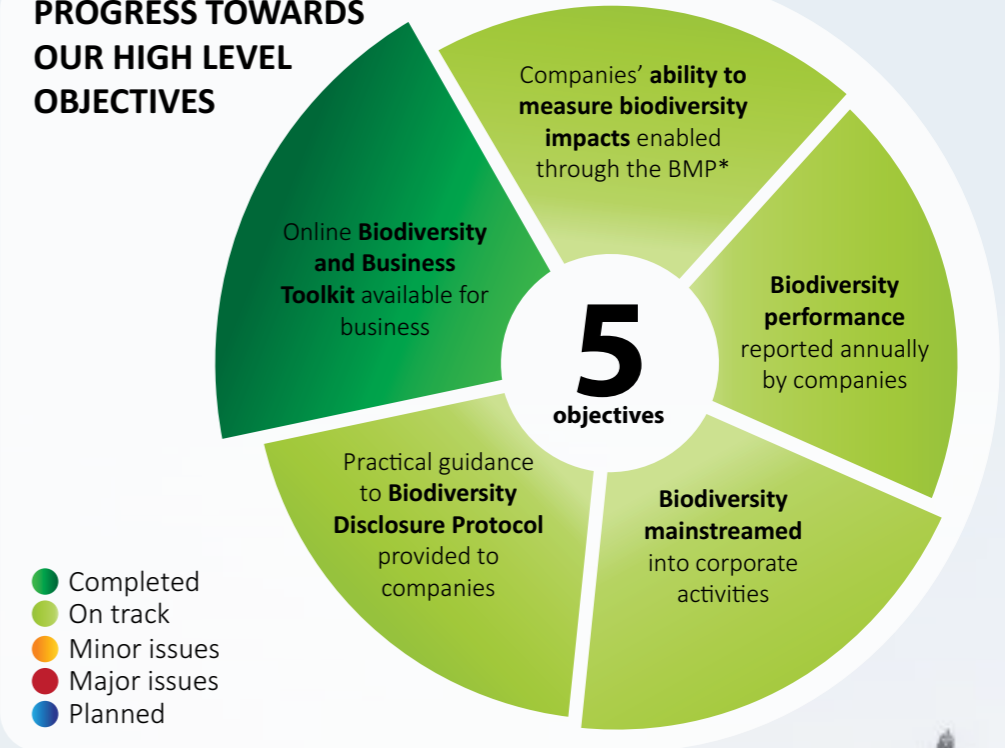 PROGRESS TOWARDS
OUR HIGH LEVEL
OBJECTIVES
Companies’ ability to
measure biodiversity
impacts enabled
through the BMP*
Biodiversity
performance
reported annually
by companies
Biodiversity
mainstreamed
into corporate
activities
Practical guidance
to Biodiversity
Disclosure Protocol
provided to
companies
Online Biodiversity
and Business
Toolkit available for
business
5
objectives
Completed
On track
Minor issues
Major issues
Planned